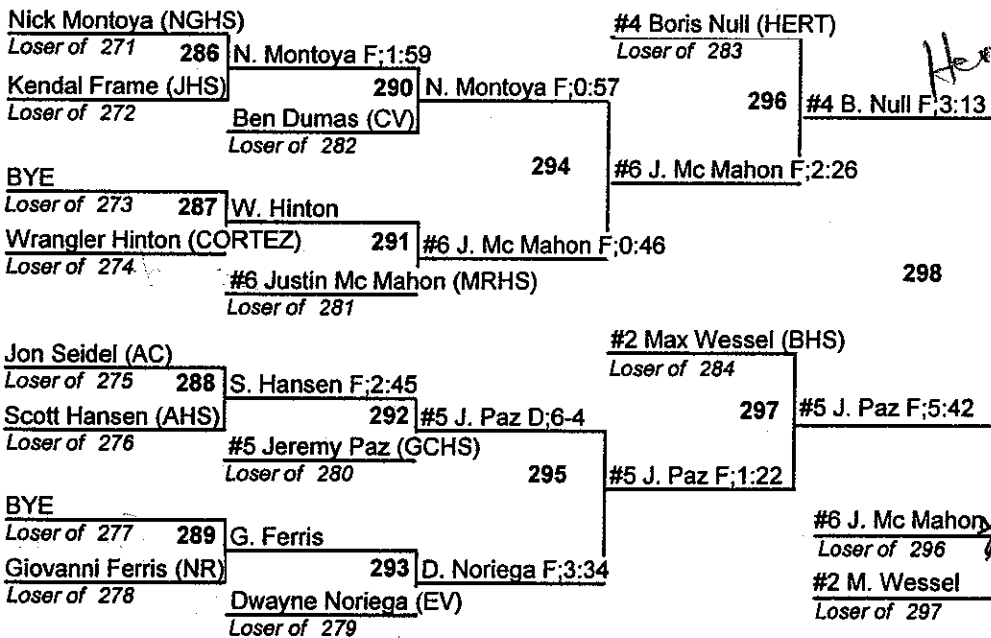 Nick Montoya (NGHS)
Loser of 271
286
Kendal Frame (JHS)
Loser of 272
N. Montoya F;1:59
290
Ben Dumas (CV)
Loser of 282
N. Montoya F;0:57
BYE
Loser of 273
287
Wrangler Hinton (CORTEZ)
Loser of 274
W. Hinton
291
#6 Justin Mc Mahon (MRHS)
Loser of 281
#6 J. Mc Mahon F;0:46
294
#4 Boris Null (HERT)
Loser of 283
296
#6 J. Mc Mahon F;2:26
#4 B. Null F;3:13
298
Jon Seidel (AC)
Loser of 275
288
Scott Hansen (AHS)
Loser of 276
S. Hansen F;2:45
292
#5 Jeremy Paz (GCHS)
Loser of 280
#5 J. Paz D;6-4
BYE
Loser of 277
289
Giovanni Ferris (NR)
Loser of 278
G. Ferris
293
Dwayne Noriega (EV)
Loser of 279
D. Noriega F;3:34
295
#2 Max Wessel (BHS)
Loser of 284
297
#5 J. Paz F;1:22
#5 J. Paz F;5:42
#6 J. Mc Mahon
Loser of 296
#2 M. Wessel
Loser of 297